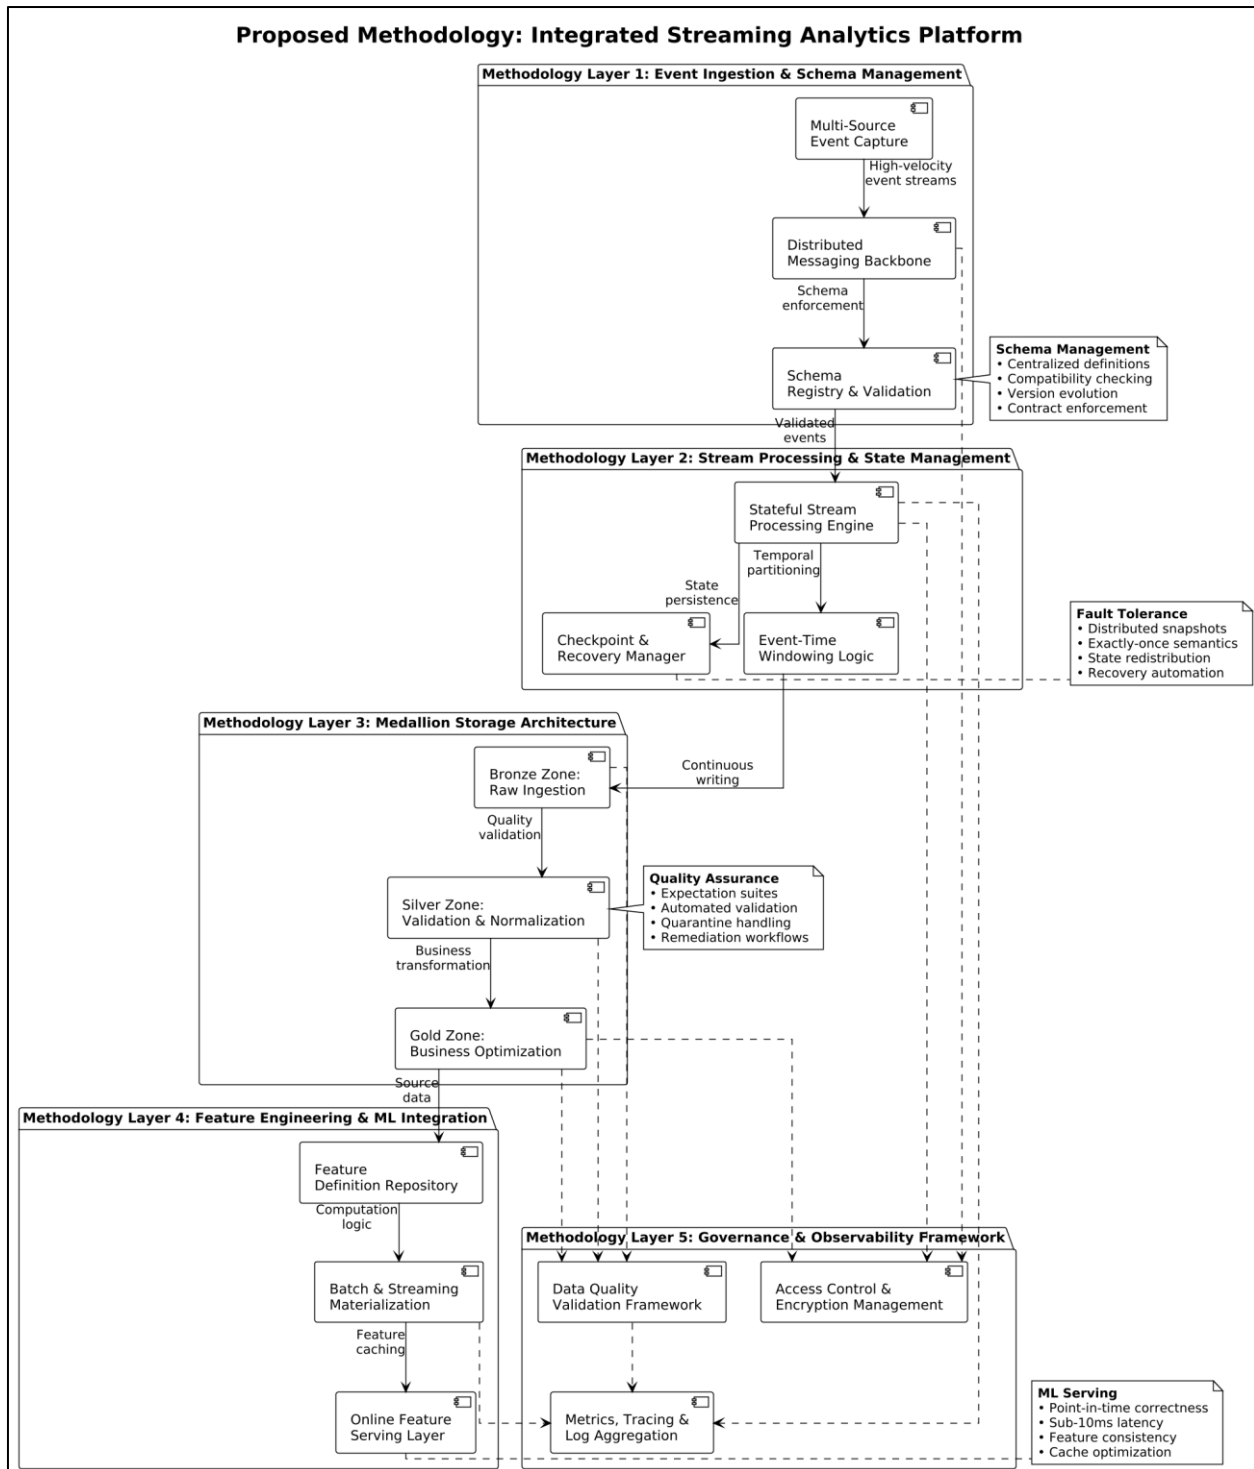 Proposed Methodology: Integrated Streaming Analytics Platform
Methodology Layer 1: Event Ingestion & Schema Management
Multi-Source
Event Capture
High-velocity
event streams
Distributed
Messaging Backbone
Schema
enforcement
Schema
Registry & Validation
Schema Management
• Centralized definitions
• Compatibility checking
• Version evolution
• Contract enforcement
Validated
events
Methodology Layer 2: Stream Processing & State Management
Stateful Stream
Processing Engine
Temporal
partitioning
State
persistence
Checkpoint &
Recovery Manager
Event-Time
Windowing Logic
Fault Tolerance
• Distributed snapshots
• Exactly-once semantics
• State redistribution
• Recovery automation
Methodology Layer 3: Medallion Storage Architecture
Bronze Zone:
Raw Ingestion
Continuous
writing
Quality
validation
Silver Zone:
Validation & Normalization
Quality Assurance
• Expectation suites
• Automated validation
• Quarantine handling
• Remediation workflows
Business
transformation
Gold Zone:
Business Optimization
Source
data
Methodology Layer 4: Feature Engineering & ML Integration
Feature
Definition Repository
Computation
logic
Batch & Streaming
Materialization
Feature
caching
Online Feature
Serving Layer
Methodology Layer 5: Governance & Observability Framework
Data Quality
Validation Framework
Access Control &
Encryption Management
Metrics, Tracing &
Log Aggregation
ML Serving
• Point-in-time correctness
• Sub-10ms latency
• Feature consistency
• Cache optimization